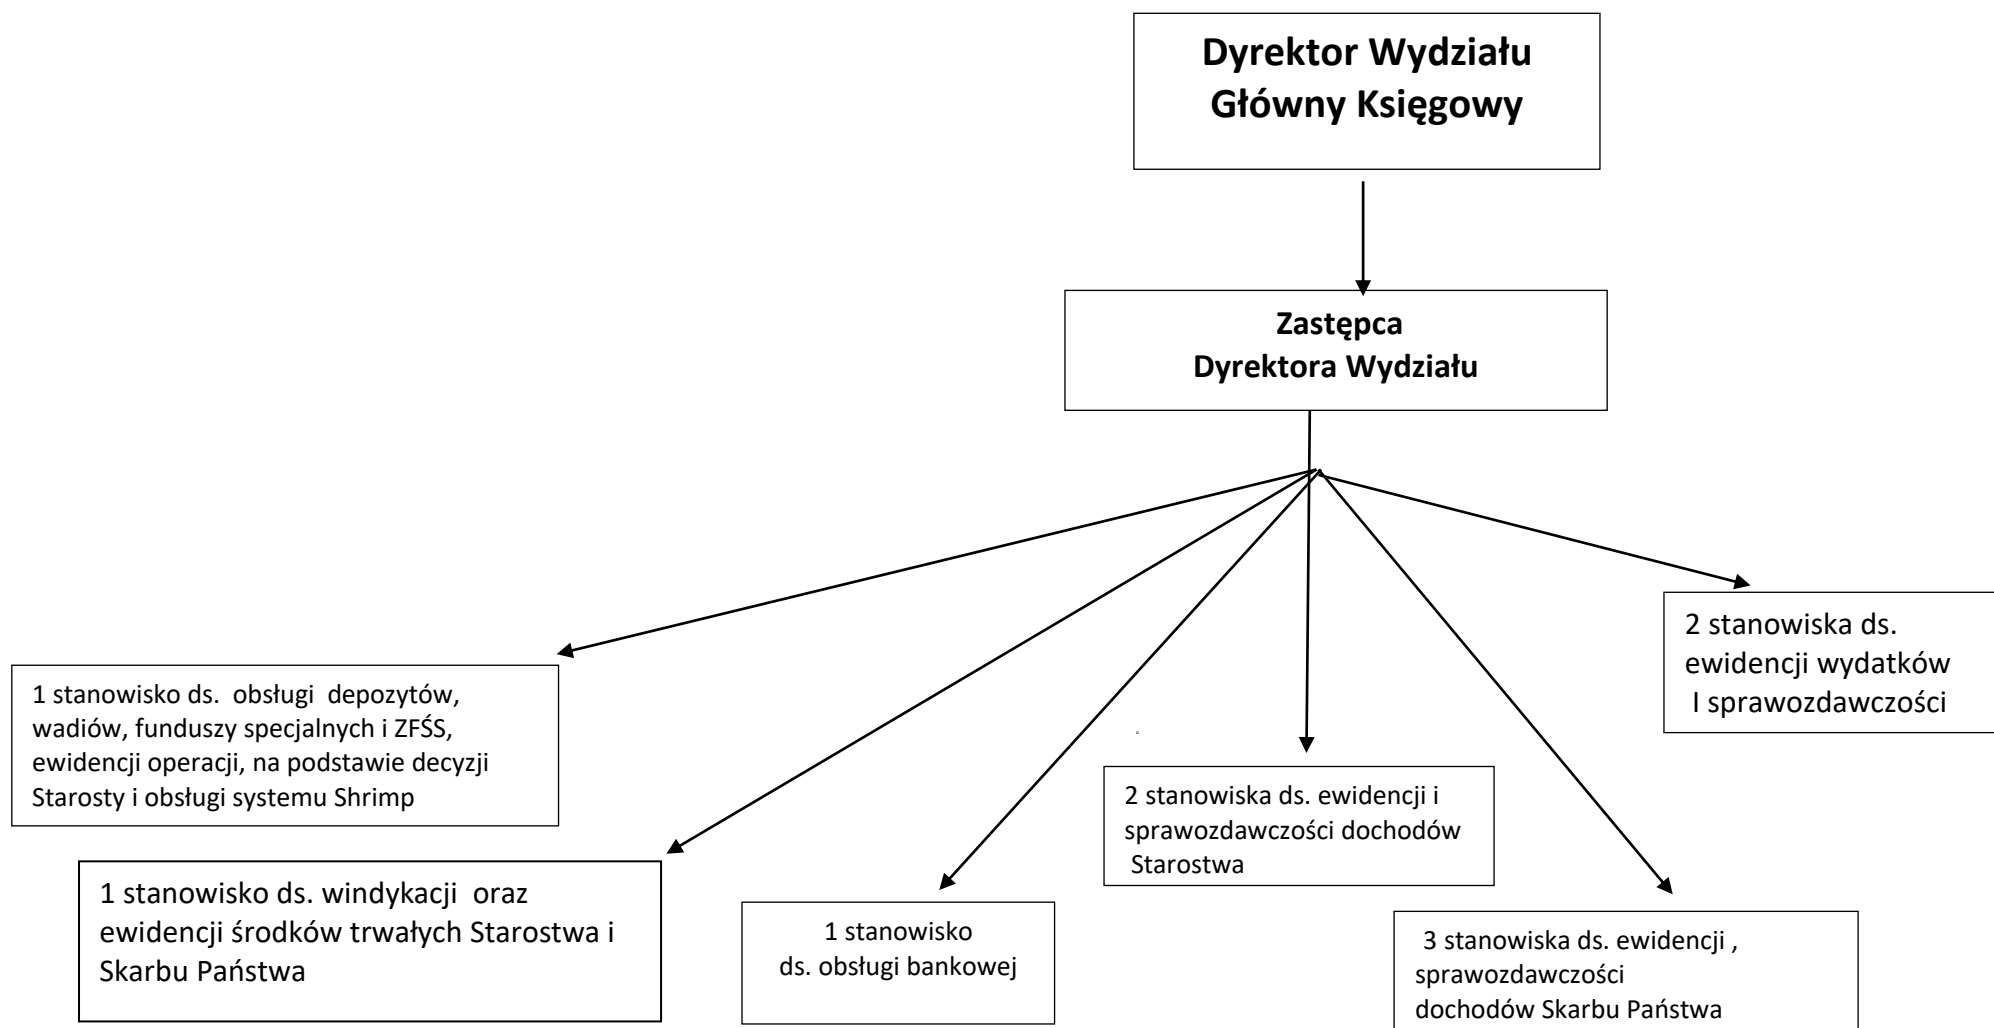 Dyrektor Wydziału
Główny Księgowy
Zastępca
Dyrektora Wydziału
2 stanowiska ds.
ewidencji wydatków
I sprawozdawczości
1 stanowisko ds. obsługi depozytów,
wadiów, funduszy specjalnych i ZFŚS,
ewidencji operacji, na podstawie decyzji
Starosty i obsługi systemu Shrimp
2 stanowiska ds. ewidencji i
sprawozdawczości dochodów
Starostwa
1 stanowisko ds. windykacji oraz
ewidencji środków trwałych Starostwa i
Skarbu Państwa
1 stanowisko
ds. obsługi bankowej
3 stanowiska ds. ewidencji ,
sprawozdawczości
dochodów Skarbu Państwa